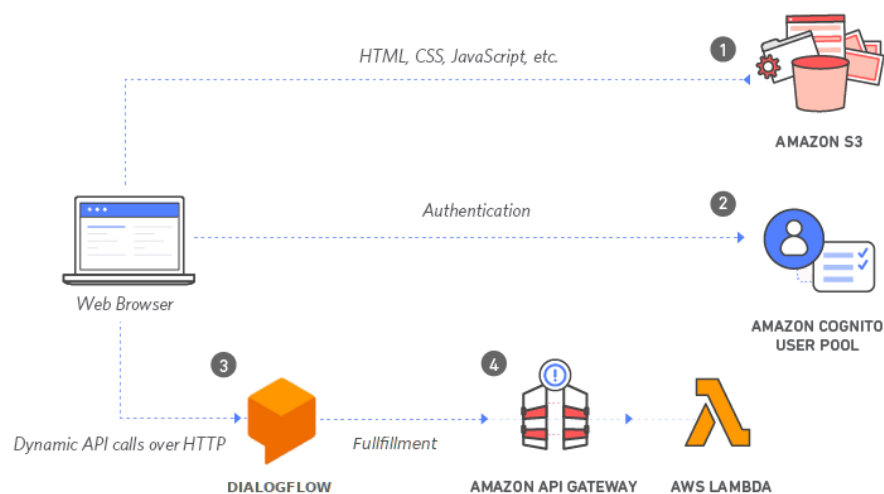 HTML, CSS, JavaScript, etc.
1
AMAZON S3
Authentication
2
Web Browser
AMAZON COGNITO
USER POOL
3
4
Dynamic API calls over HTTP
Fullfillment
DIALOGFLOW
AMAZON API GATEWAY
AWS LAMBDA